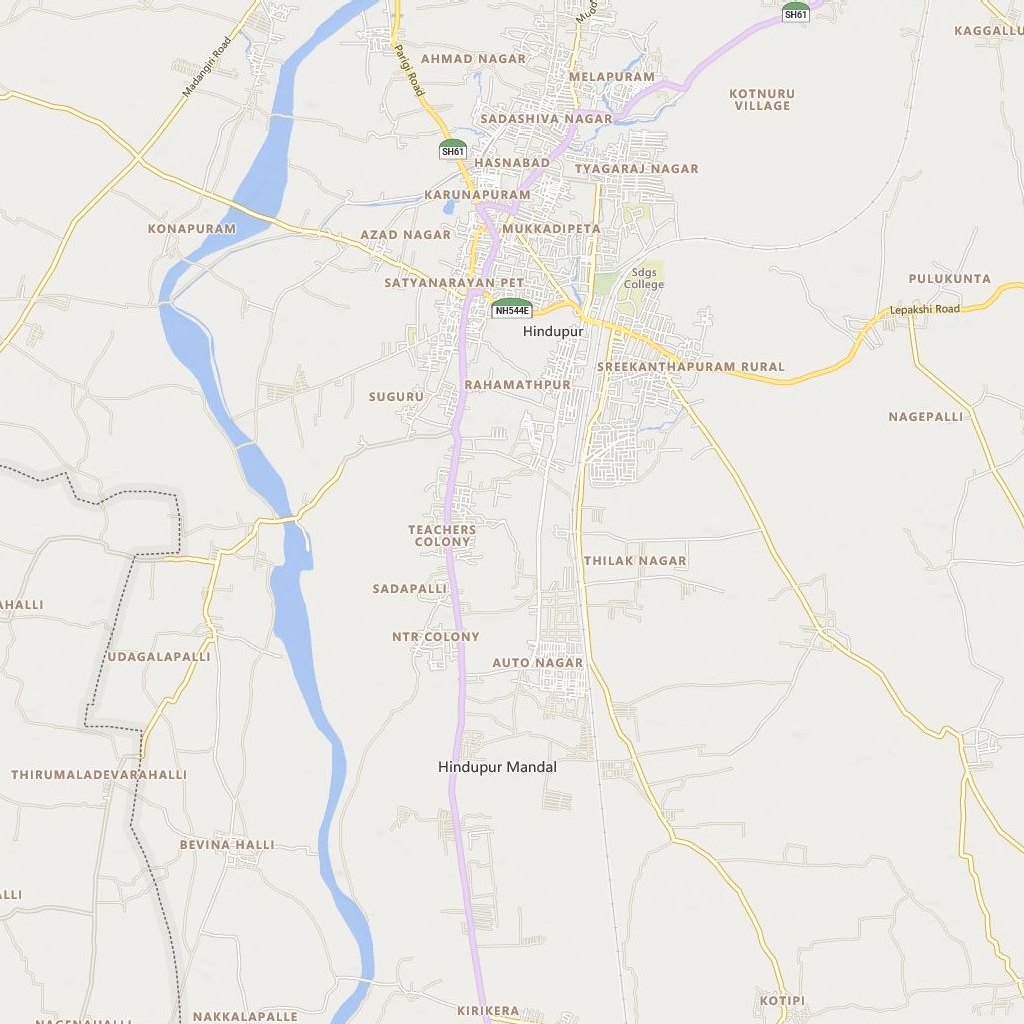 SH61
Mudd
KAGGALLU
Madangiri Road
Parigi Road
AHMAD NAGAR
MELAPURAM
KOTNURU
VILLAGE
SADASHIVA NAGAR
SH61
HASNABAD
TYAGARAJ NAGAR
KARUNAPURAM
KONAPURAM
AZAD NAGAR
MUKKADIPETA
SATYANARAYAN PET
Sdgs
College
PULUKUNTA
NH544E
Lepakshi Road
Hindupur
SREEKANTHAPURAM RURAL
RAHAMATHPUR
SUGURU
NAGEPALLI
TEACHERS
COLONY
THILAK NAGAR
SADAPALLI
AHALLI
NTR COLONY
UDAGALAPALLI
AUTO NAGAR
Hindupur Mandal
THIRUMALADEVARAHALLI
BEVINA HALLI
ALLI
KOTIPI
KIRIKERA
NAKKALAPALLE
NAGENAHALLI